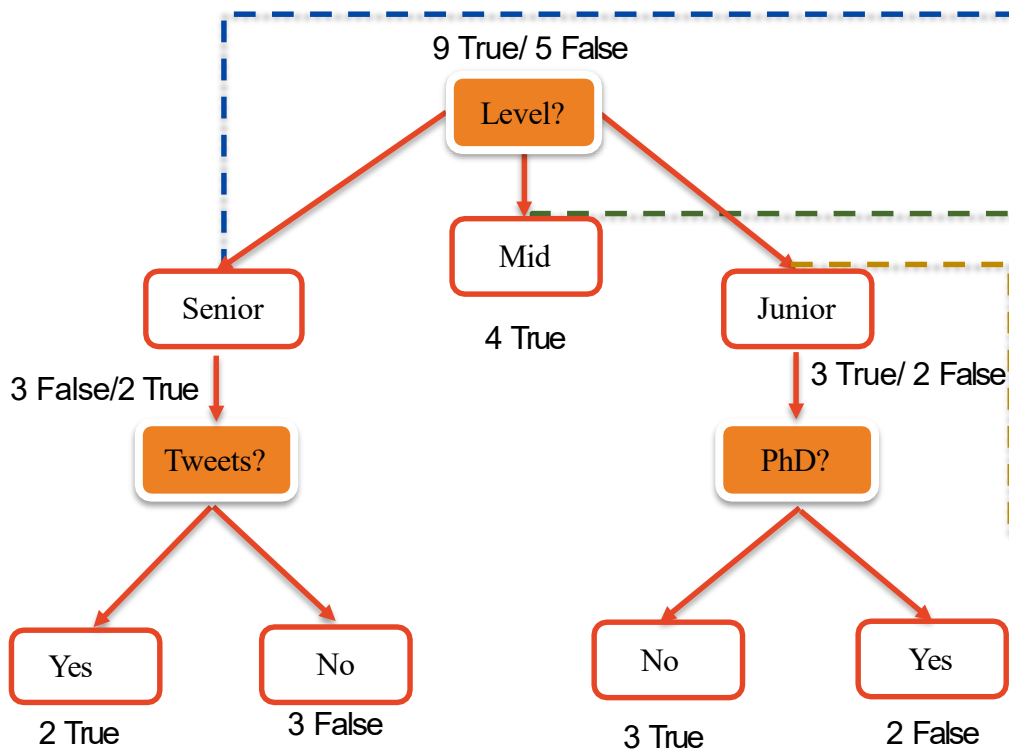 9 True/ 5 False
Level?
Mid
Senior
Junior
4 True
3 False/2 True
3 True/ 2 False
Tweets?
PhD?
Yes
No
No
Yes
2 True
3 False
3 True
2 False